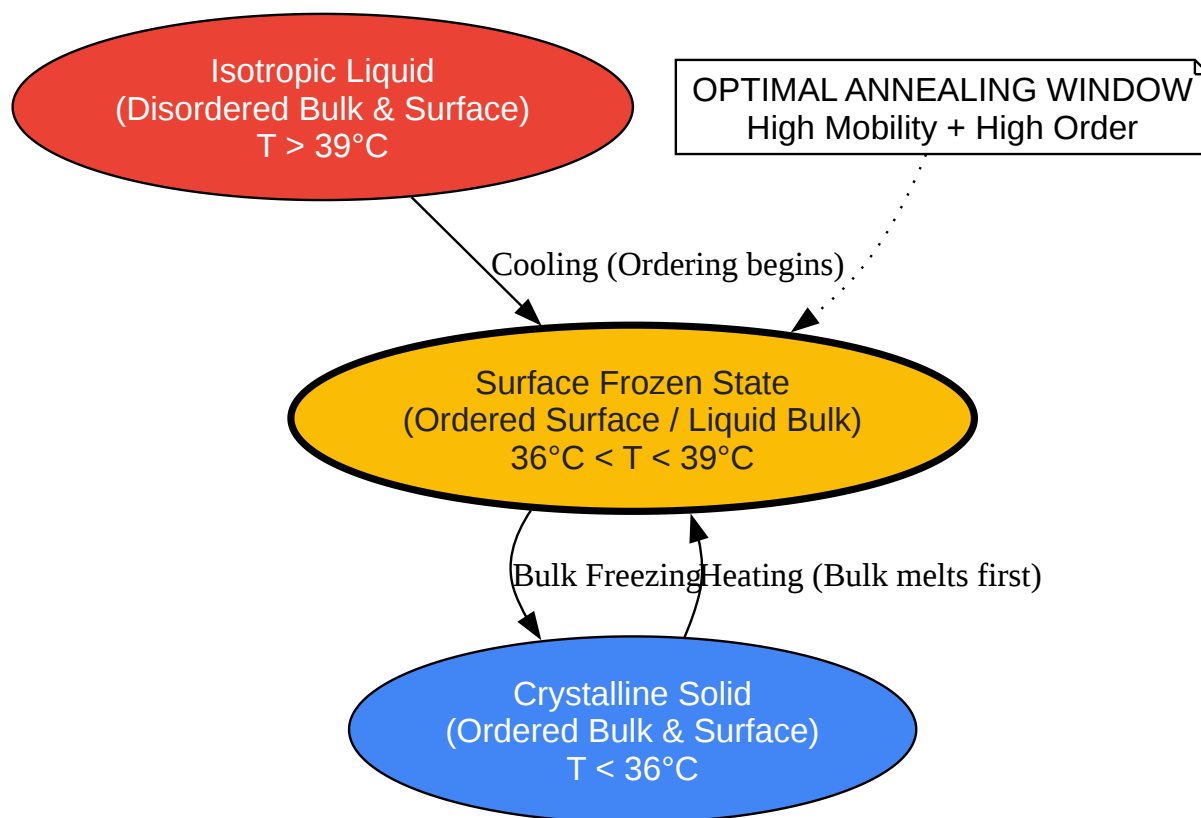 Isotropic Liquid
(Disordered Bulk & Surface)
T > 39°C
OPTIMAL ANNEALING WINDOW
High Mobility + High Order
Cooling (Ordering begins)
Surface Frozen State
(Ordered Surface / Liquid Bulk)
36°C < T < 39°C
Bulk Freezing
Heating (Bulk melts first)
Crystalline Solid
(Ordered Bulk & Surface)
T < 36°C